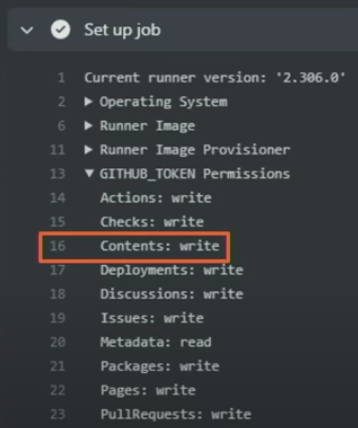 Set up job
1 Current runner version: '2.306.0'
2 ▶ Operating System
6 ▶ Runner Image
11 ▶ Runner Image Provisioner
13 ▼ GITHUB_TOKEN Permissions
14 Actions: write
15 Checks: write
16 Contents: write
17 Deployments: write
18 Discussions: write
19 Issues: write
20 Metadata: read
21 Packages: write
22 Pages: write
23 PullRequests: write